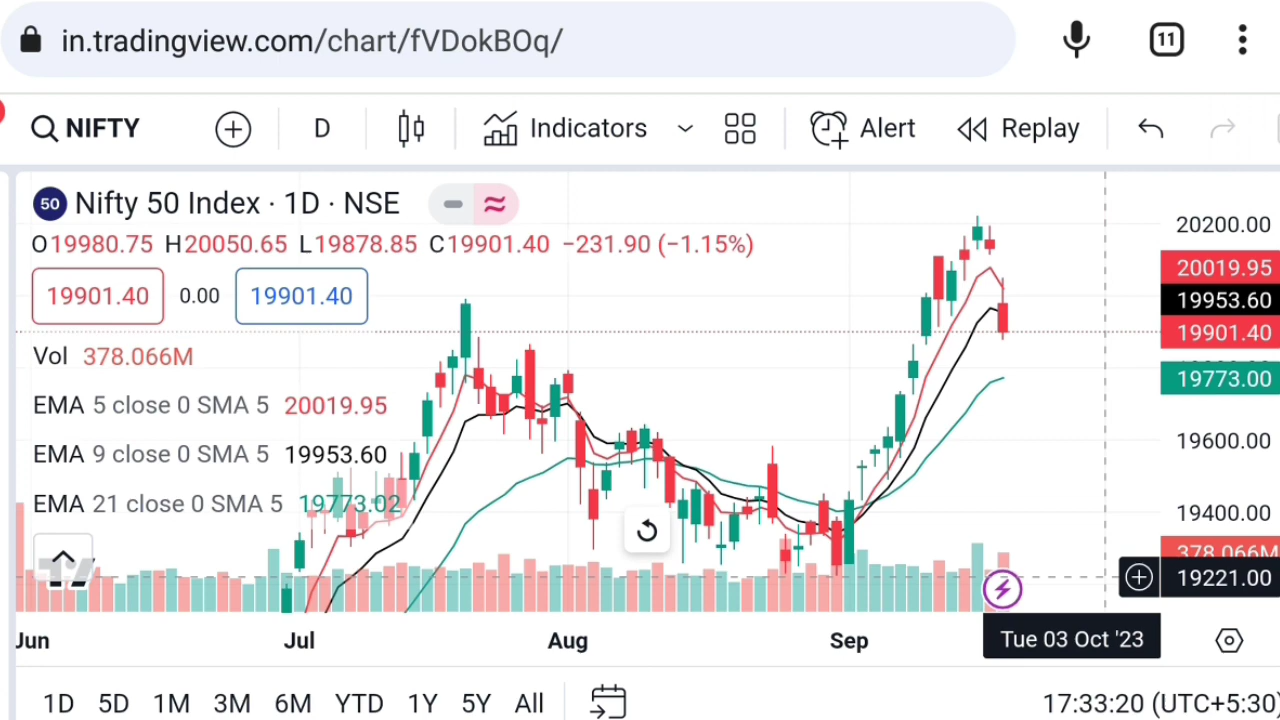 in.tradingview.com/chart/fVDokBOq/
11
NIFTY
D
Indicators
Alert
Replay
50 Nifty 50 Index · 1D · NSE
O19980.75 H20050.65 L19878.85 C19901.40 −231.90 (−1.15%)
19901.40 0.00 19901.40
Vol 378.066M
EMA 5 close 0 SMA 5 20019.95
EMA 9 close 0 SMA 5 19953.60
EMA 21 close 0 SMA 5 19773.02
20200.00
20019.95
19953.60
19901.40
19773.00
19600.00
19400.00
378.066M
19221.00
Jun Jul Aug Sep Tue 03 Oct '23
1D 5D 1M 3M 6M YTD 1Y 5Y All
17:33:20 (UTC+5:30)